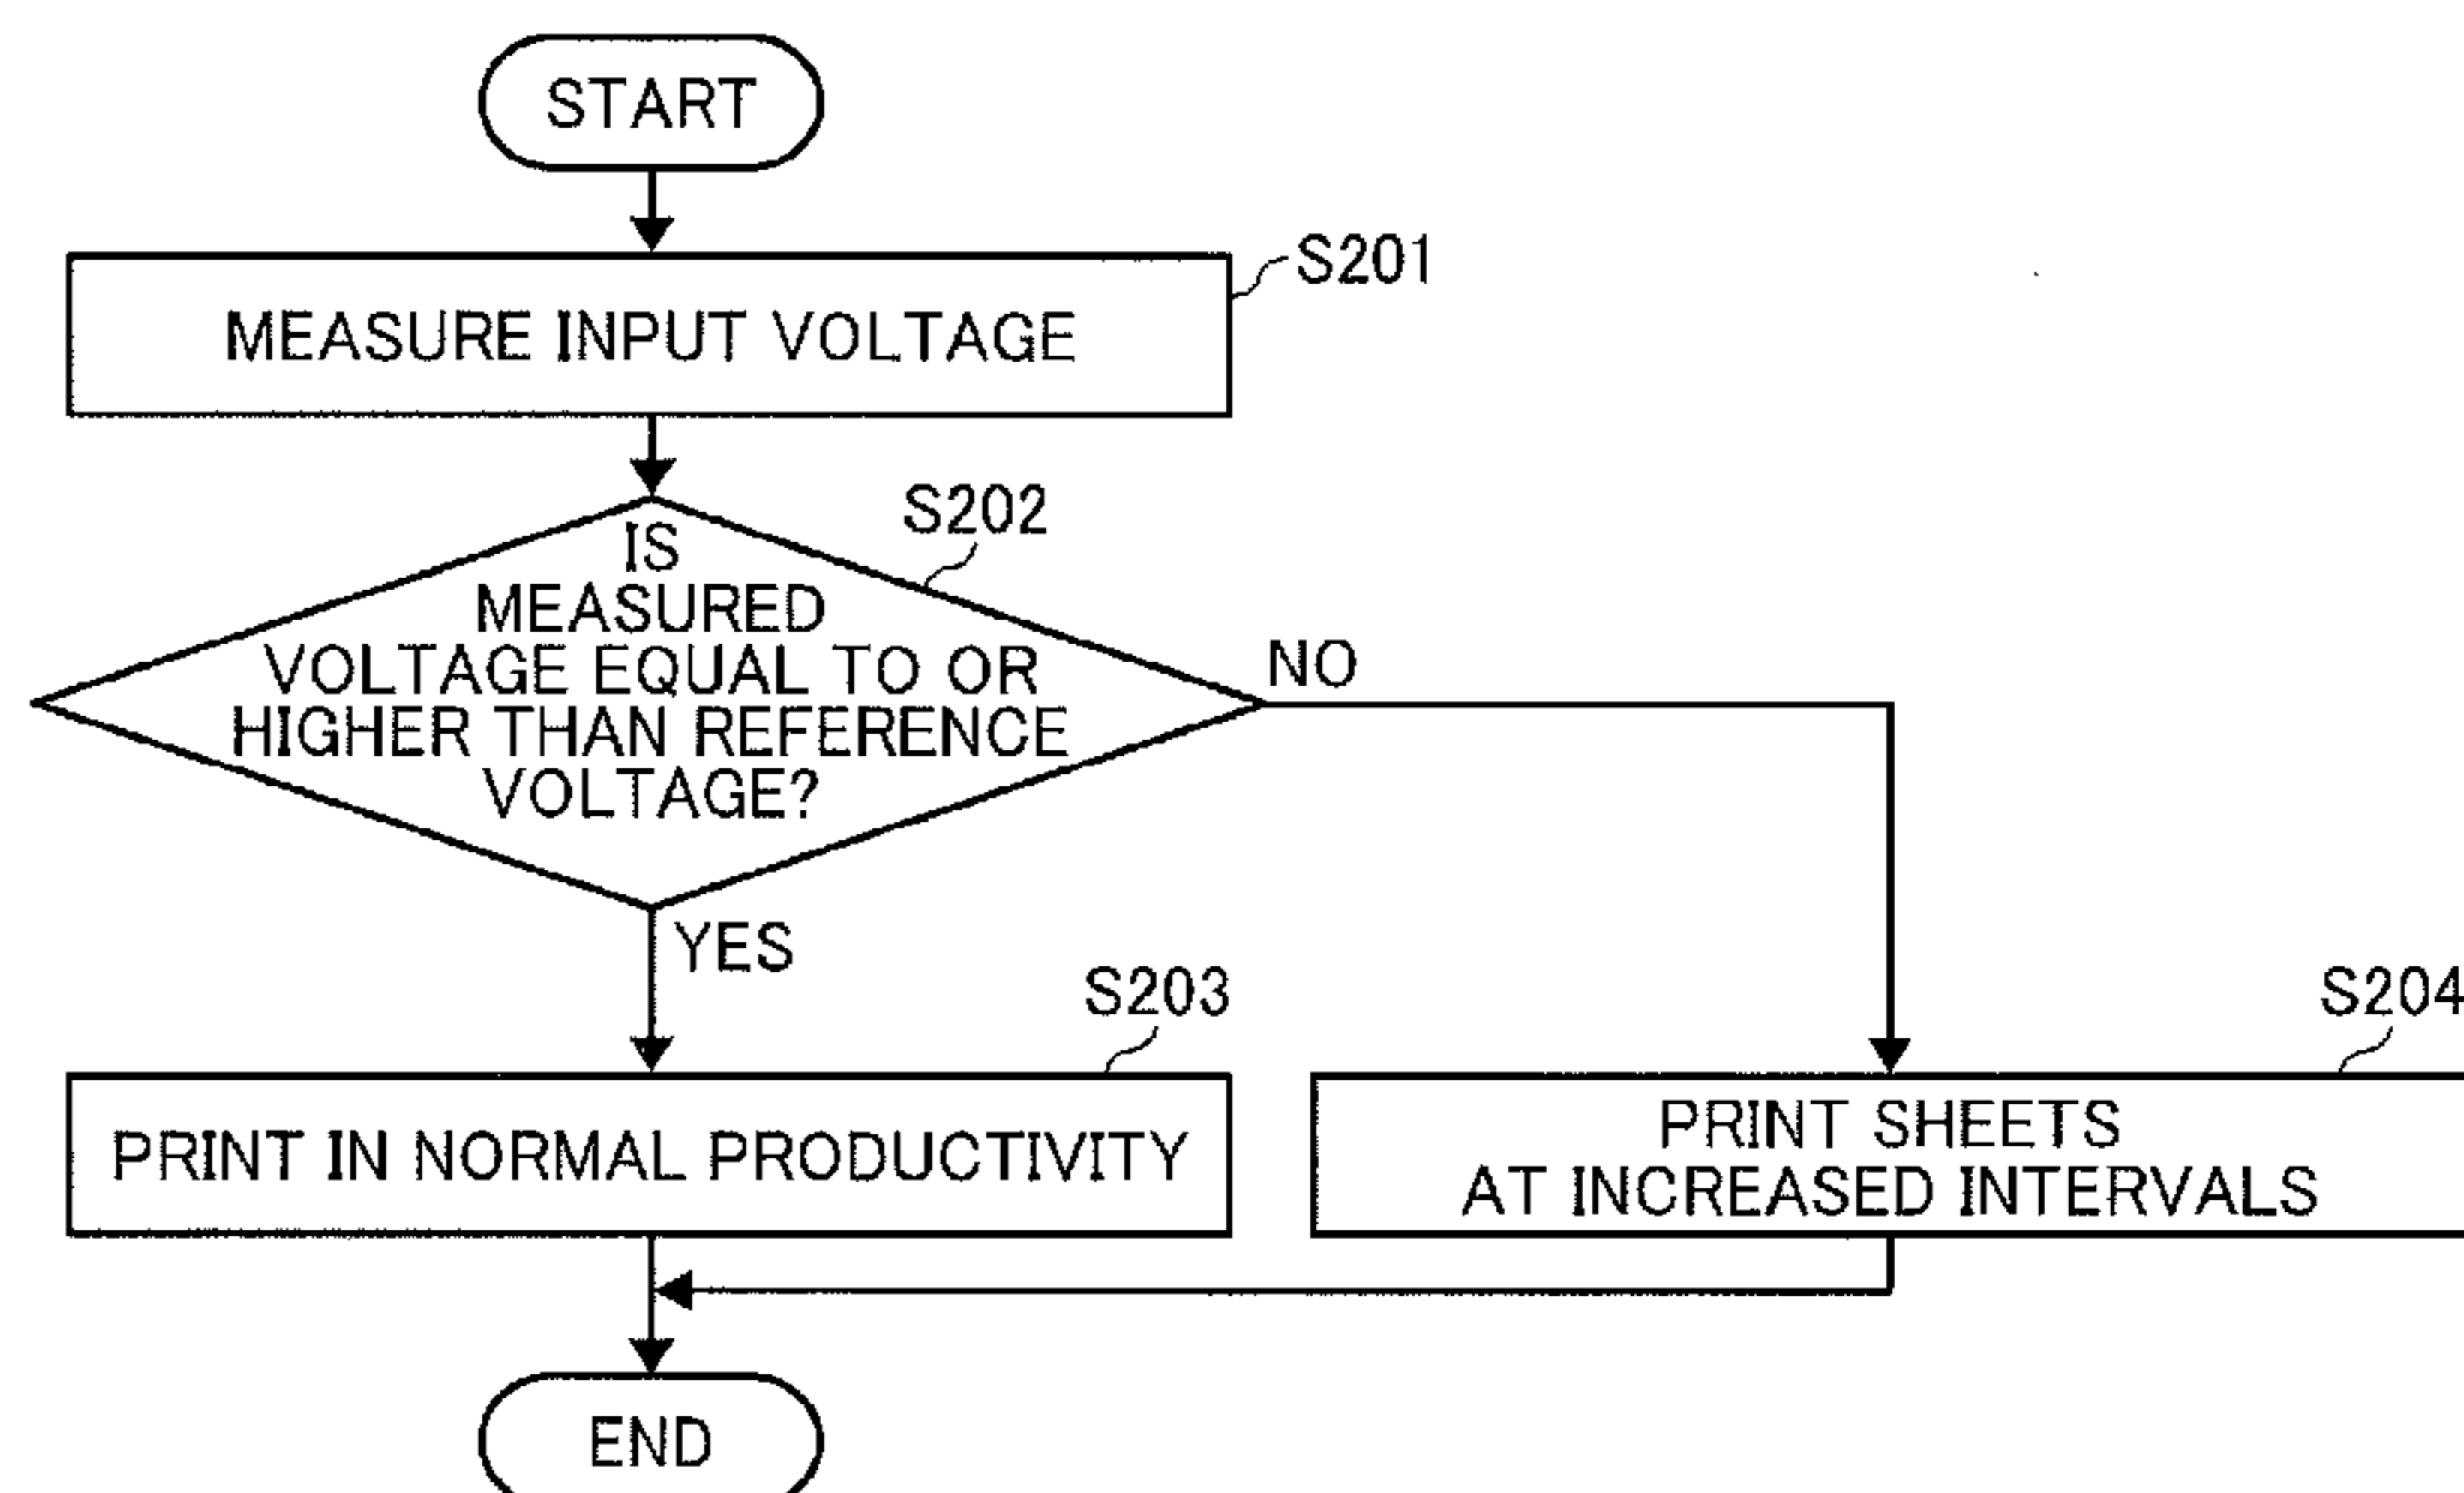 START
MEASURE INPUT VOLTAGE
S201
S202
IS
MEASURED
VOLTAGE EQUAL TO OR
HIGHER THAN REFERENCE
VOLTAGE?
NO
YES
S203
PRINT IN NORMAL PRODUCTIVITY
S204
PRINT SHEETS
AT INCREASED INTERVALS
END